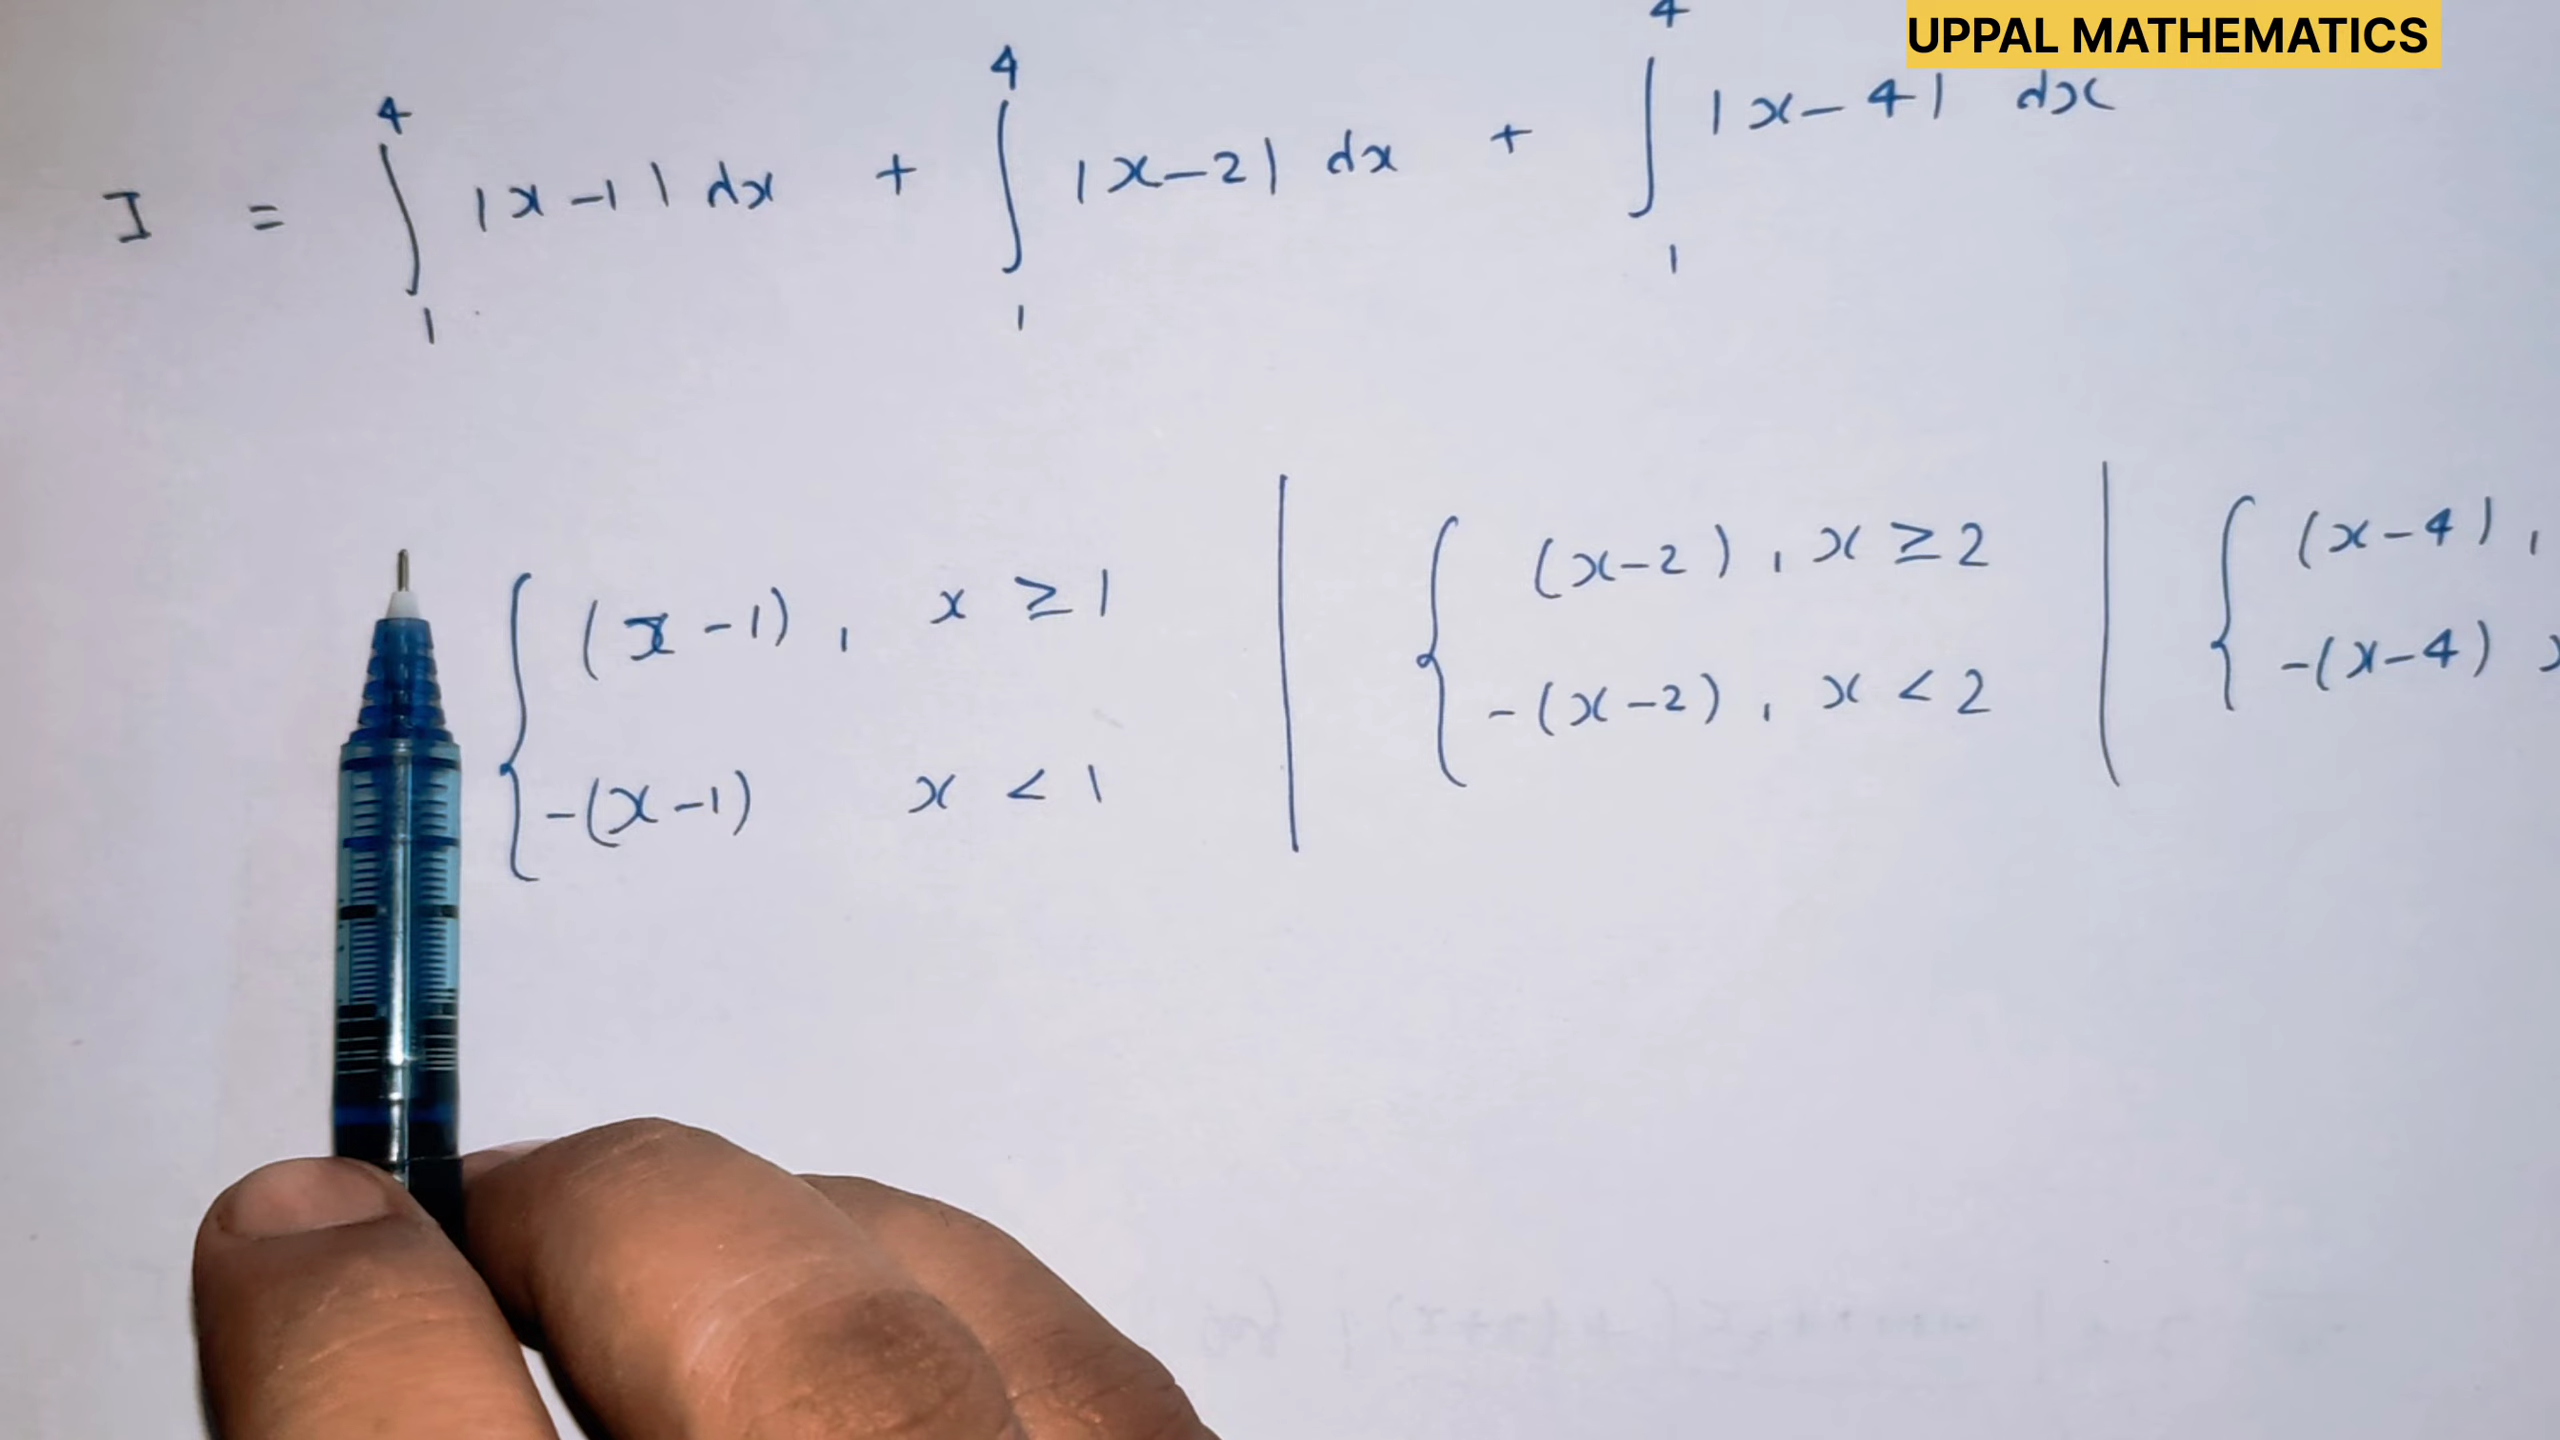 UPPAL MATHEMATICS
I = ∫₁⁴ |x-1| dx + ∫₁⁴ |x-2| dx + ∫₁⁴ |x-4| dx
{ (x-1), x ≥ 1 | { (x-2), x ≥ 2 | { (x-4),
-(x-1) x < 1 | -(x-2), x < 2 | -(x-4)